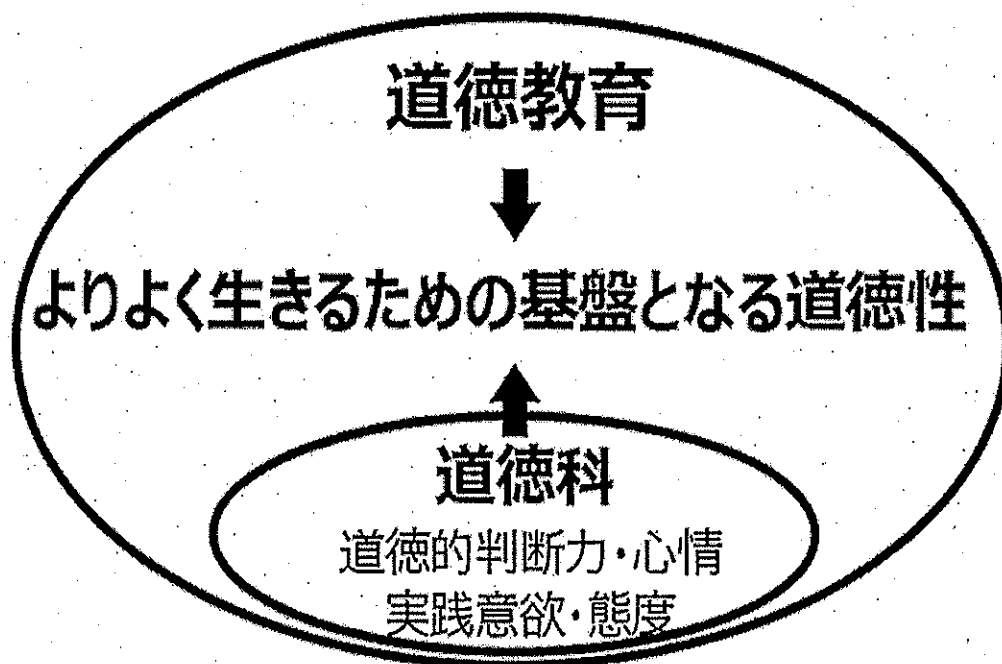 道徳教育
よりよく生きるための基盤となる道徳性
道徳科
道徳的判断力・心情
実践意欲・態度